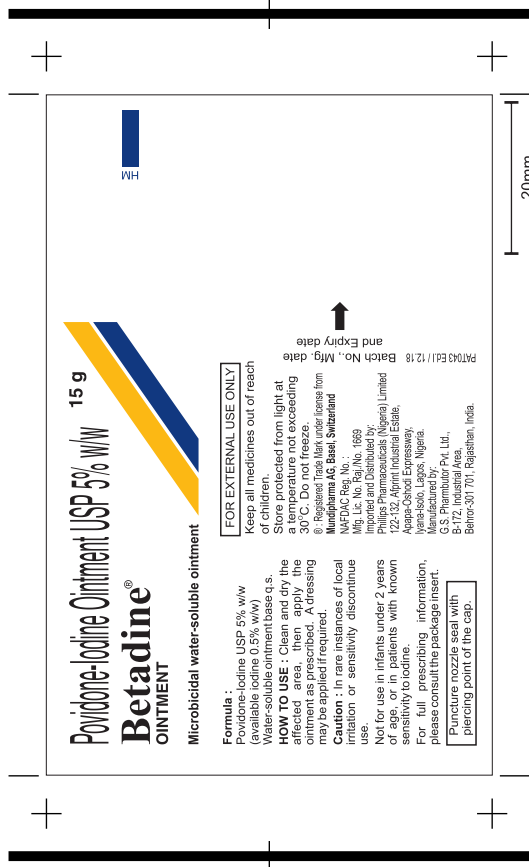 Povidone-Iodine Ointment USP 5% w/w
15 g
Betadine®
OINTMENT
Microbicidal water-soluble ointment
HM
Formula :
Povidone-Iodine USP 5% w/w
(available iodine 0.5% w/w)
Water-soluble ointment base q.s.
HOW TO USE : Clean and dry the
affected area, then apply the
ointment as prescribed. A dressing
may be applied if required.
Caution : In rare instances of local
irritation or sensitivity discontinue
use.
Not for use in infants under 2 years
of age, or in patients with known
sensitivity to iodine.
For full prescribing information,
please consult the package insert.
Puncture nozzle seal with
piercing point of the cap.
FOR EXTERNAL USE ONLY
Keep all medicines out of reach
of children.
Store protected from light at
a temperature not exceeding
30°C. Do not freeze.
® : Registered Trade Mark under license from
Mundipharma AG, Basel, Switzerland
NAFDAC Reg. No. :
Mfg. Lic. No. Raj./No. 1669
Imported and Distributed by:
Phillips Pharmaceuticals (Nigeria) Limited
122-132, Afprint Industrial Estate,
Apapa-Oshodi Expressway,
Iyana-Isolo, Lagos, Nigeria.
Manufactured by:
G.S. Pharmbutor Pvt. Ltd.,
B-172, Industrial Area,
Behror-301 701, Rajasthan, India.
Batch No., Mfg. date
and Expiry date
PAT043 I.Ed.I / 12.18
20mm